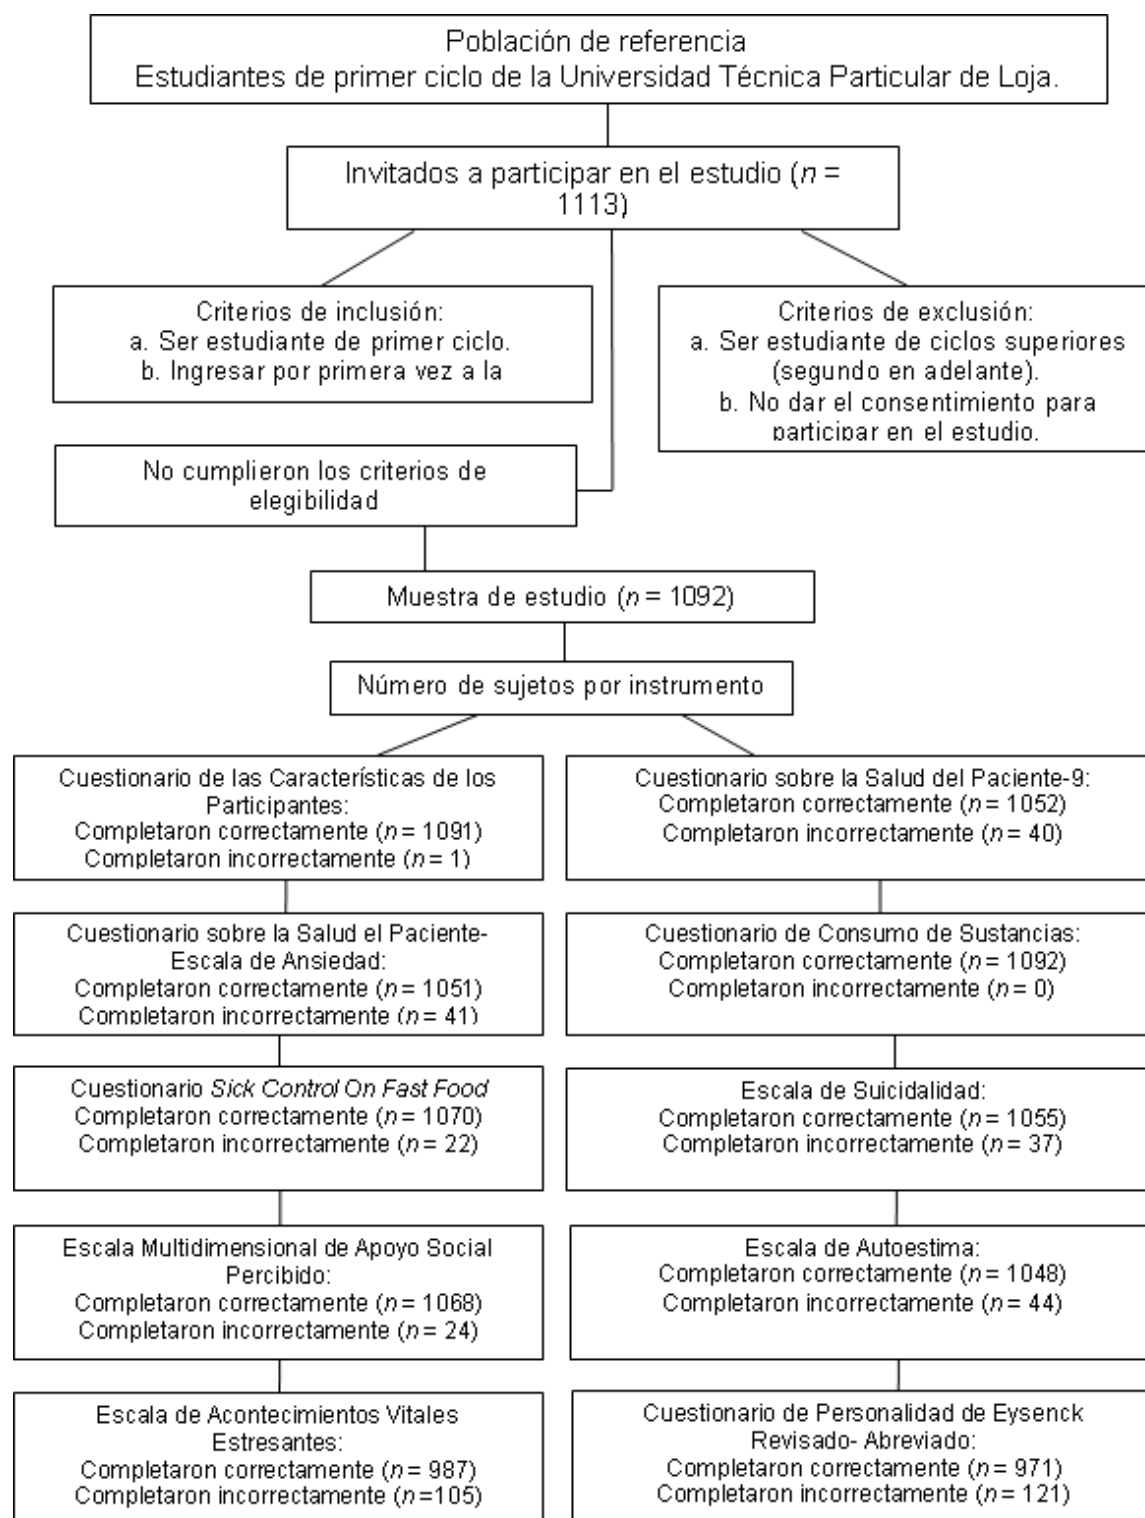 Población de referencia
Estudiantes de primer ciclo de la Universidad Técnica Particular de Loja.
Invitados a participar en el estudio (n =
1113)
Criterios de inclusión:
a. Ser estudiante de primer ciclo.
b. Ingresar por primera vez a la
Criterios de exclusión:
a. Ser estudiante de ciclos superiores
(segundo en adelante).
b. No dar el consentimiento para
participar en el estudio.
No cumplieron los criterios de
elegibilidad
Muestra de estudio (n = 1092)
Número de sujetos por instrumento
Cuestionario de las Características de los
Participantes:
Completaron correctamente (n = 1091)
Completaron incorrectamente (n = 1)
Cuestionario sobre la Salud del Paciente-9:
Completaron correctamente (n = 1052)
Completaron incorrectamente (n = 40)
Cuestionario sobre la Salud el Paciente-
Escala de Ansiedad:
Completaron correctamente (n = 1051)
Completaron incorrectamente (n = 41)
Cuestionario de Consumo de Sustancias:
Completaron correctamente (n = 1092)
Completaron incorrectamente (n = 0)
Cuestionario Sick Control On Fast Food
Completaron correctamente (n = 1070)
Completaron incorrectamente (n = 22)
Escala de Suicidalidad:
Completaron correctamente (n = 1055)
Completaron incorrectamente (n = 37)
Escala Multidimensional de Apoyo Social
Percibido:
Completaron correctamente (n = 1068)
Completaron incorrectamente (n = 24)
Escala de Autoestima:
Completaron correctamente (n = 1048)
Completaron incorrectamente (n = 44)
Escala de Acontecimientos Vitales
Estresantes:
Completaron correctamente (n = 987)
Completaron incorrectamente (n =105)
Cuestionario de Personalidad de Eysenck
Revisado- Abreviado:
Completaron correctamente (n = 971)
Completaron incorrectamente (n = 121)